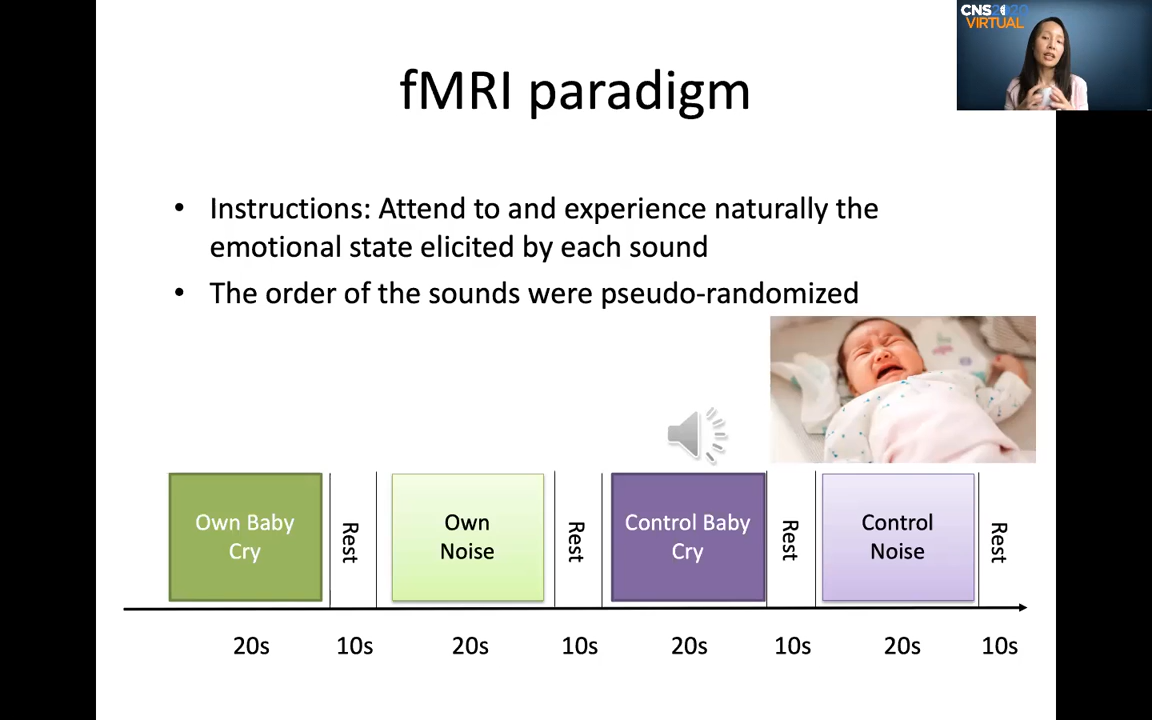 CNS2020
VIRTUAL
fMRI paradigm
• Instructions: Attend to and experience naturally the
emotional state elicited by each sound
• The order of the sounds were pseudo-randomized
Own Baby
Cry
Rest
Own
Noise
Rest
Control Baby
Cry
Rest
Control
Noise
Rest
20s 10s 20s 10s 20s 10s 20s 10s